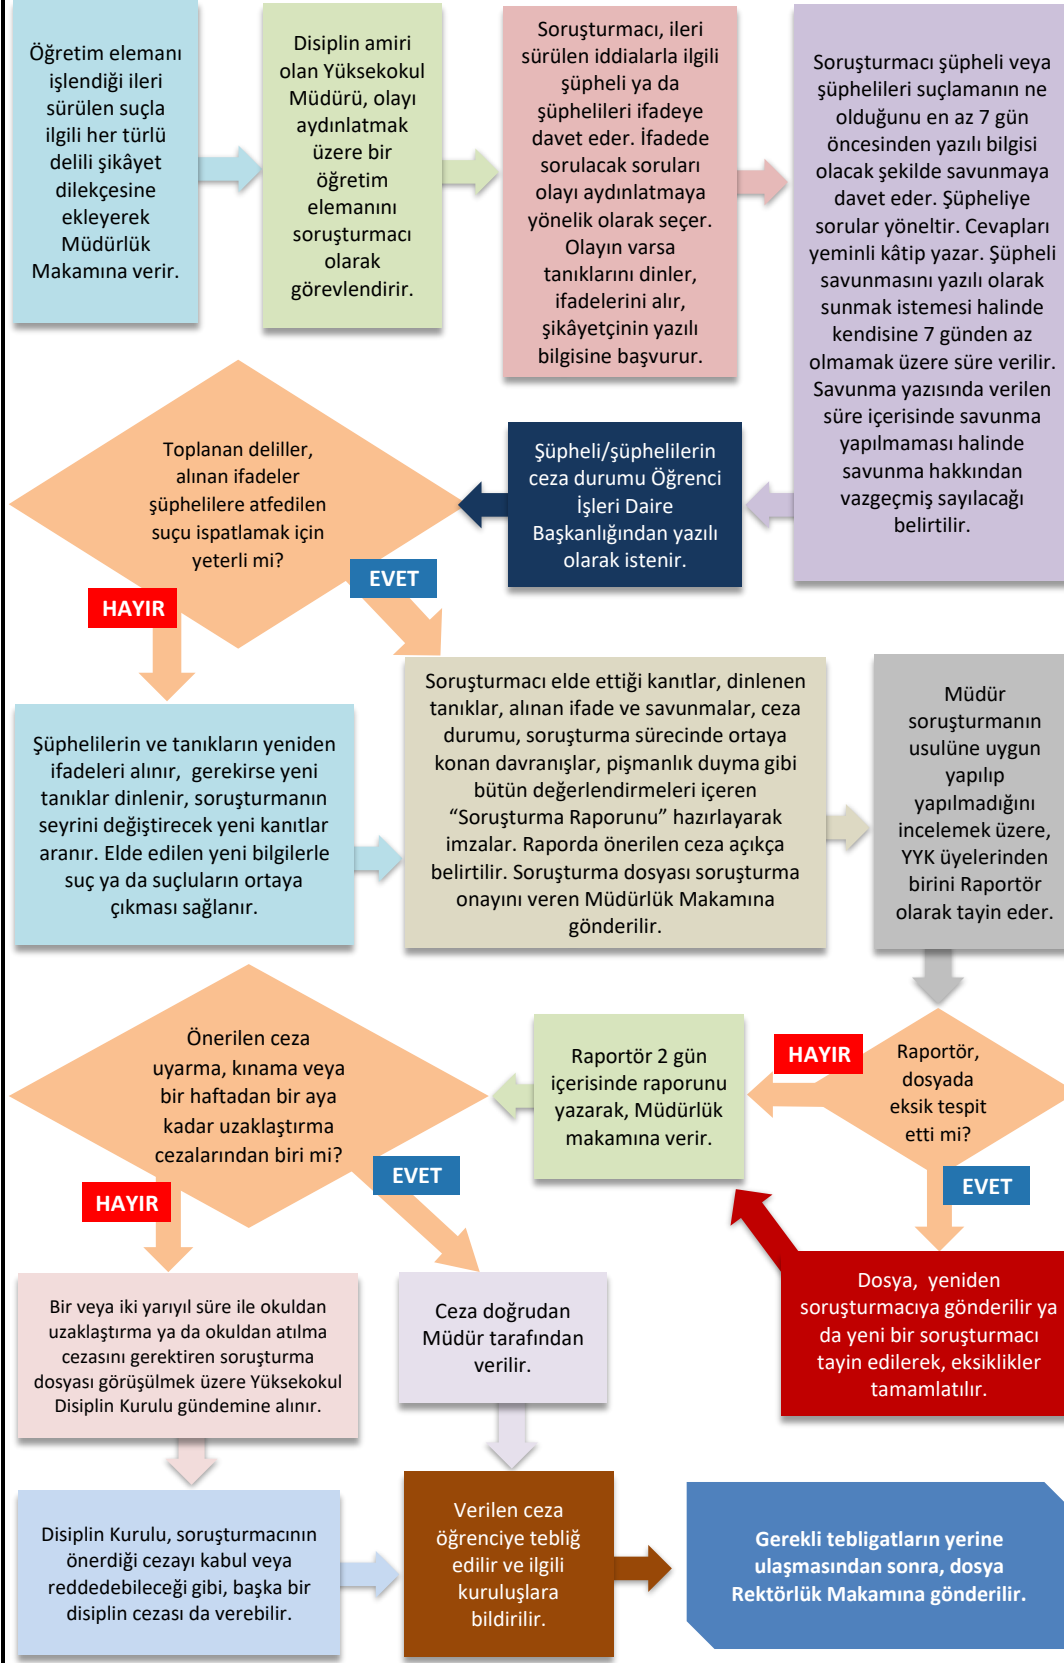 Öğretim elemanı
işlendiği ileri
sürülen suçla
ilgili her türlü
delili şikâyet
dilekçesine
ekleyerek
Müdürlük
Makamına verir.
Disiplin amiri
olan Yüksekokul
Müdürü, olayı
aydınlatmak
üzere bir
öğretim
elemanını
soruşturmacı
olarak
görevlendirir.
Soruşturmacı, ileri
sürülen iddialarla ilgili
şüpheli ya da
şüphelileri ifadeye
davet eder. İfadede
sorulacak soruları
olayı aydınlatmaya
yönelik olarak seçer.
Olayın varsa
tanıklarını dinler,
ifadelerini alır,
şikâyetçinin yazılı
bilgisine başvurur.
Soruşturmacı şüpheli veya
şüphelileri suçlamanın ne
olduğunu en az 7 gün
öncesinden yazılı bilgisi
olacak şekilde savunmaya
davet eder. Şüpheliye
sorular yöneltir. Cevapları
yeminli kâtip yazar. Şüpheli
savunmasını yazılı olarak
sunmak istemesi halinde
kendisine 7 günden az
olmamak üzere süre verilir.
Savunma yazısında verilen
süre içerisinde savunma
yapılmaması halinde
savunma hakkından
vazgeçmiş sayılacağı
belirtilir.
Şüpheli/şüphelilerin
ceza durumu Öğrenci
İşleri Daire
Başkanlığından yazılı
olarak istenir.
Toplanan deliller,
alınan ifadeler
şüphelilere atfedilen
suçu ispatlamak için
yeterli mi?
EVET
HAYIR
Şüphelilerin ve tanıkların yeniden
ifadeleri alınır, gerekirse yeni
tanıklar dinlenir, soruşturmanın
seyrini değiştirecek yeni kanıtlar
aranır. Elde edilen yeni bilgilerle
suç ya da suçluların ortaya
çıkması sağlanır.
Soruşturmacı elde ettiği kanıtlar, dinlenen
tanıklar, alınan ifade ve savunmalar, ceza
durumu, soruşturma sürecinde ortaya
konan davranışlar, pişmanlık duyma gibi
bütün değerlendirmeleri içeren
“Soruşturma Raporunu” hazırlayarak
imzalar. Raporda önerilen ceza açıkça
belirtilir. Soruşturma dosyası soruşturma
onayını veren Müdürlük Makamına
gönderilir.
Müdür
soruşturmanın
usulüne uygun
yapılıp
yapılmadığını
incelemek üzere,
YYK üyelerinden
birini Raportör
olarak tayin eder.
Raportör,
dosyada
eksik tespit
etti mi?
HAYIR
EVET
Raportör 2 gün
içerisinde raporunu
yazarak, Müdürlük
makamına verir.
Dosya, yeniden
soruşturmacıya gönderilir ya
da yeni bir soruşturmacı
tayin edilerek, eksiklikler
tamamlatılır.
Önerilen ceza
uyarma, kınama veya
bir haftadan bir aya
kadar uzaklaştırma
cezalarından biri mi?
EVET
HAYIR
Bir veya iki yarıyıl süre ile okuldan
uzaklaştırma ya da okuldan atılma
cezasını gerektiren soruşturma
dosyası görüşülmek üzere Yüksekokul
Disiplin Kurulu gündemine alınır.
Ceza doğrudan
Müdür tarafından
verilir.
Disiplin Kurulu, soruşturmacının
önerdiği cezayı kabul veya
reddedebileceği gibi, başka bir
disiplin cezası da verebilir.
Verilen ceza
öğrenciye tebliğ
edilir ve ilgili
kuruluşlara
bildirilir.
Gerekli tebligatların yerine
ulaşmasından sonra, dosya
Rektörlük Makamına gönderilir.